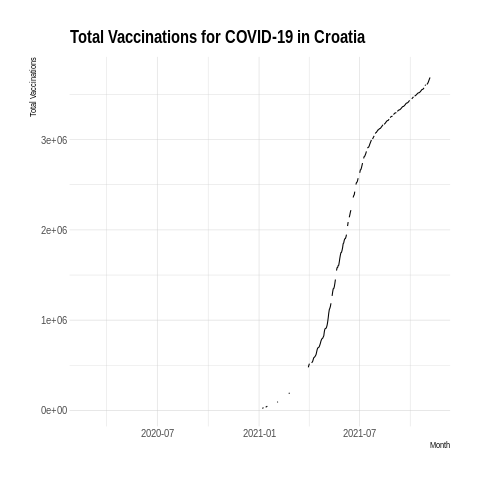 Total Vaccinations for COVID-19 in Croatia
Total Vaccinations
3e+06
2e+06
1e+06
0e+00
2020-07
2021-01
2021-07
Month